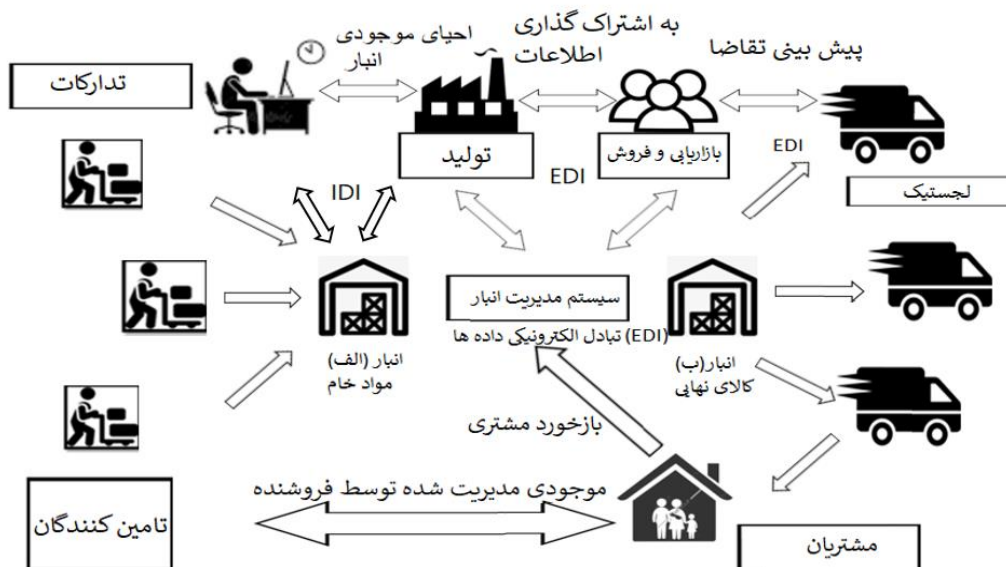 به اشتراک گذاری
اطلاعات
احیای موجودی
انبار
پیش بینی تقاضا
تدارکات
تولید
بازاریابی و فروش
EDI
EDI
IDI
لجستیک
سیستم مدیریت انبار
(EDI) تبادل الکترونیکی داده ها
انبار (الف)
مواد خام
انبار(ب)
کالای نهایی
بازخورد مشتری
موجودی مدیریت شده توسط فروشنده
تامین کنندگان
مشتریان